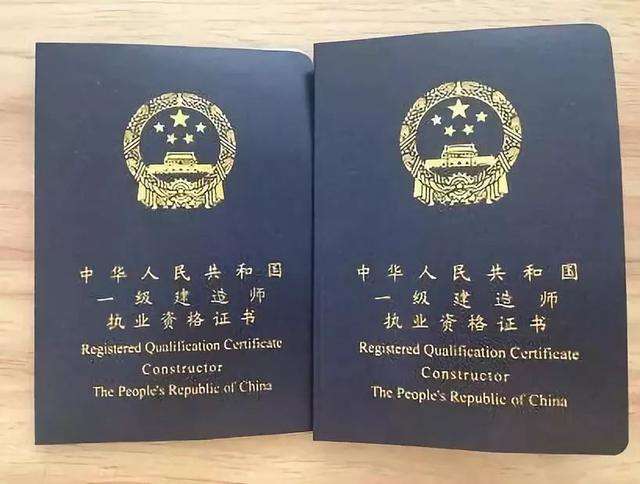 中华人民共和国
一级建造师
执业资格证书
Registered Qualification Certificate
Constructor
The People's Republic of China
中华人民共和国
一级建造师
执业资格证书
Registered Qualification Certificate
Constructor
The People's Republic of China